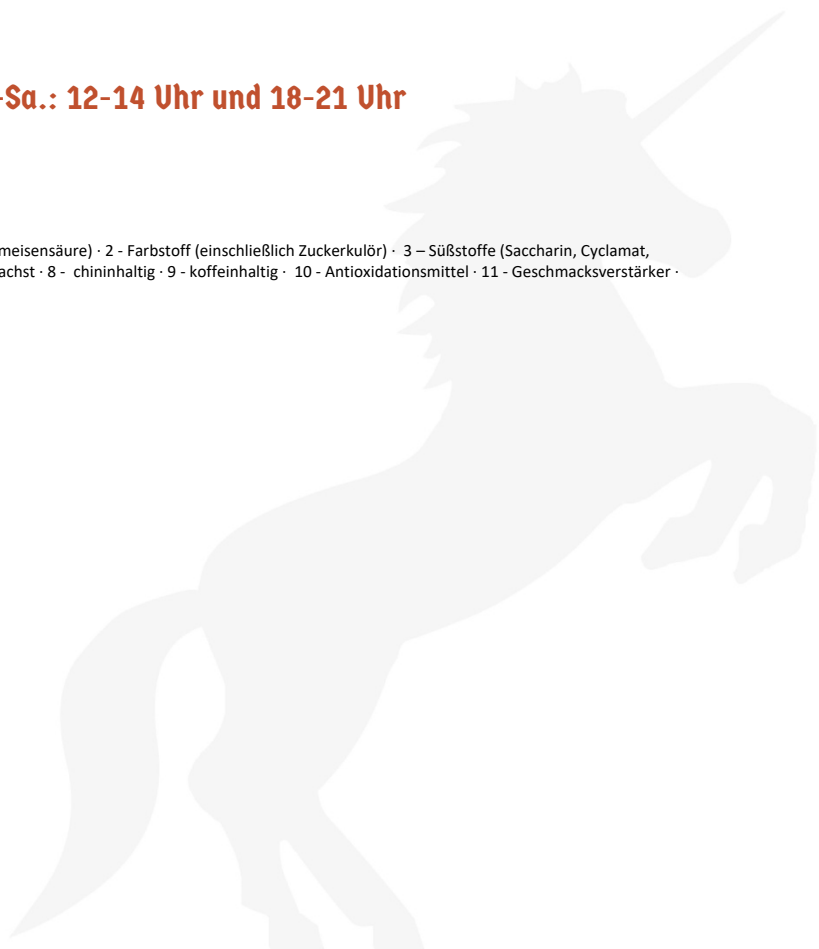 -Sa.: 12-14 Uhr und 18-21 Uhr
meisensäure) · 2 - Farbstoff (einschließlich Zuckerkulör) · 3 – Süßstoffe (Saccharin, Cyclamat,
achst · 8 - chininhaltig · 9 - koffeinhaltig · 10 - Antioxidationsmittel · 11 - Geschmacksverstärker ·